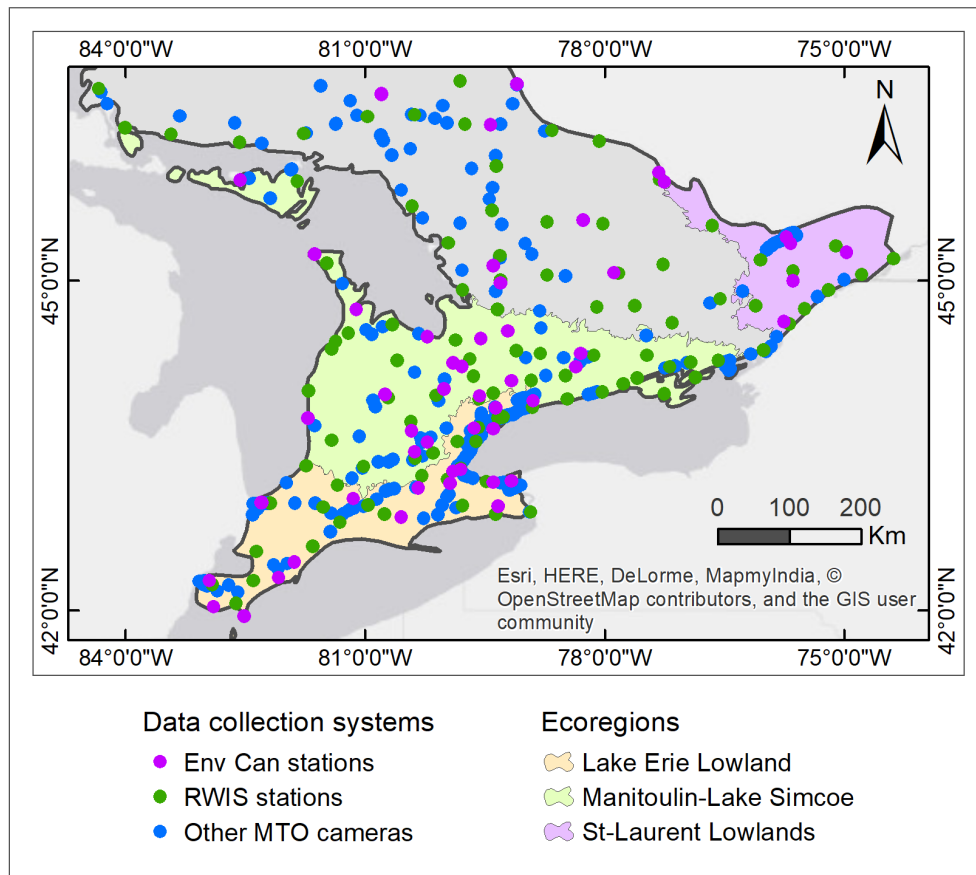 84°0'0"W 81°0'0"W 78°0'0"W 75°0'0"W
N
45°0'0"N 45°0'0"N
0 100 200
Km
Esri, HERE, DeLorme, MapmyIndia, ©
OpenStreetMap contributors, and the GIS user
community
42°0'0"N 42°0'0"N
84°0'0"W 81°0'0"W 78°0'0"W 75°0'0"W
Data collection systems Ecoregions
Env Can stations Lake Erie Lowland
RWIS stations Manitoulin-Lake Simcoe
Other MTO cameras St-Laurent Lowlands